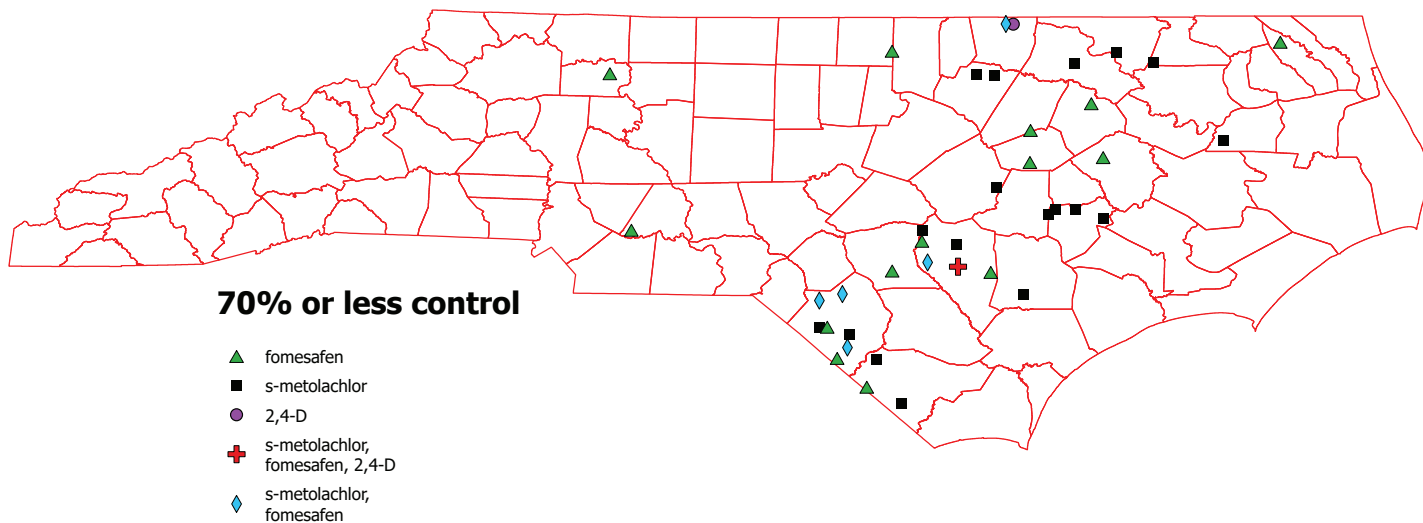 70% or less control
fomesafen
s-metolachlor
2,4-D
s-metolachlor,
fomesafen, 2,4-D
s-metolachlor,
fomesafen